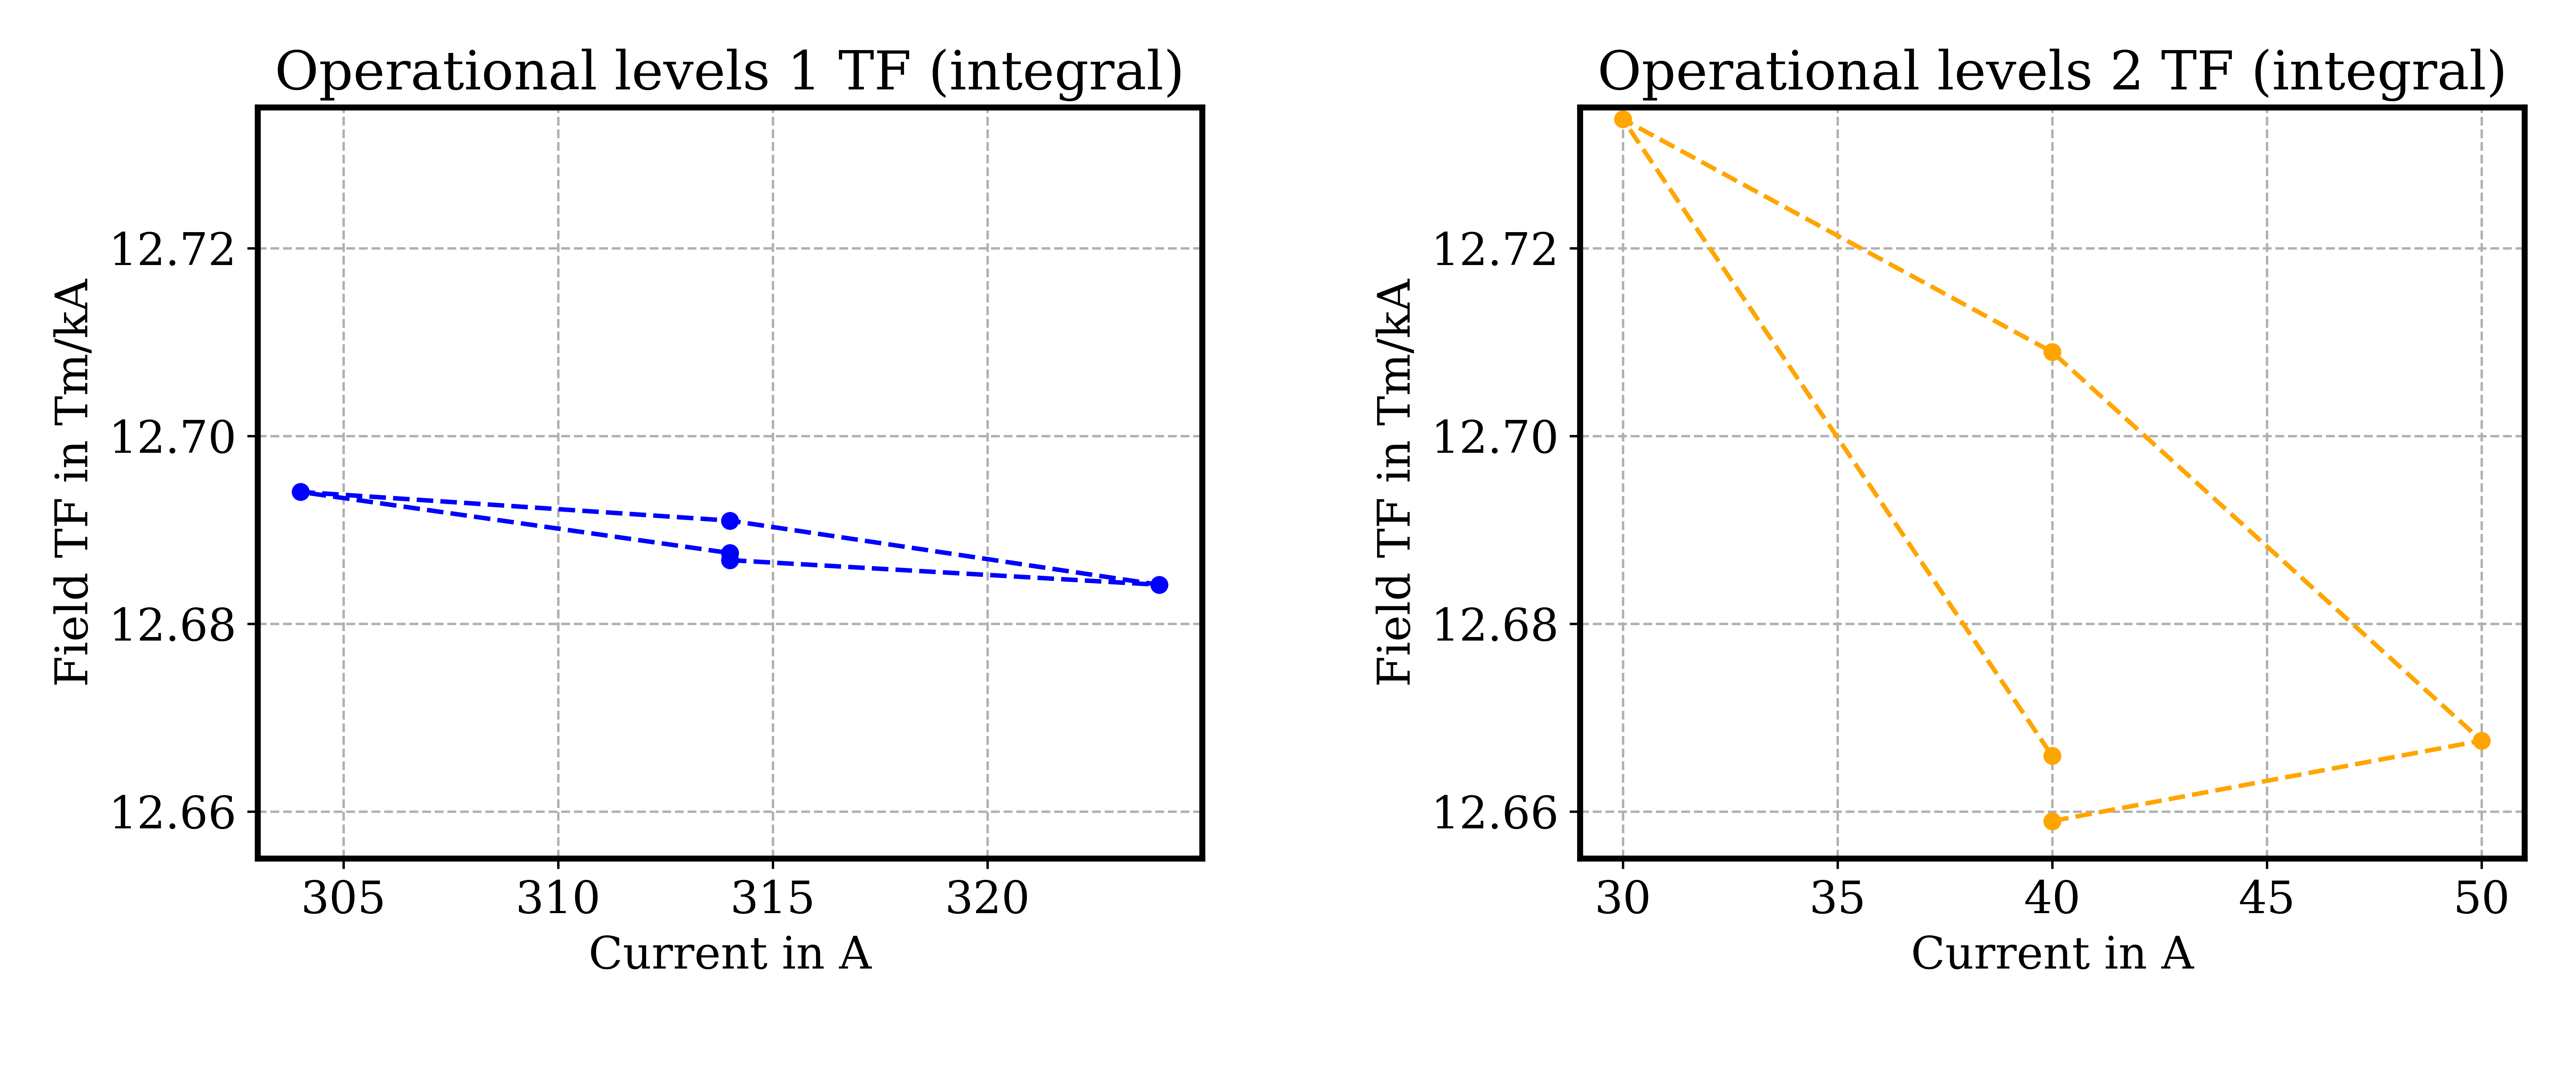 Operational levels 1 TF (integral)
Field TF in Tm/kA
12.72
12.70
12.68
12.66
305 310 315 320
Current in A
Operational levels 2 TF (integral)
Field TF in Tm/kA
12.72
12.70
12.68
12.66
30 35 40 45 50
Current in A